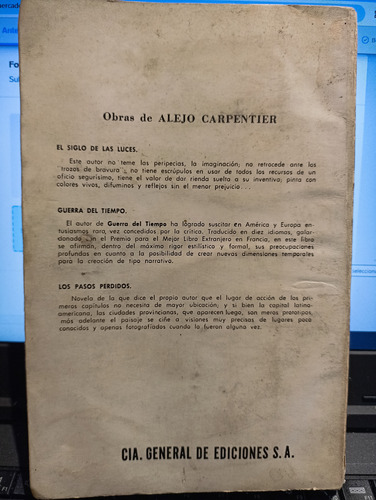 mercado
Ante
Fo
Sul
Obras de ALEJO CARPENTIER
EL SIGLO DE LAS LUCES.
Este autor no teme las peripecias, la imaginación; no retrocede ante los
trozos de bravura no tiene escrúpulos en usar de todos los recursos de un
oficio segurísimo, tiene el valor de dar rienda suelta a su inventiva; pinta con
colores vivos, difuminos y reflejos sin el menor prejuicio...
GUERRA DEL TIEMPO.
El autor de Guerra del Tiempo ha logrado suscitar en América y Europa en-
tusiasmos rara vez concedidos por la crítica. Traducido en diez idiomas, galar-
donado con el Premio para el Mejor Libro Extranjero en Francia, en este libro
se afirman, dentro del máximo rigor estilístico y formal, sus preocupaciones
profundas en cuanto a la posibilidad de crear nuevas dimensiones temporales
para la creación de tipo narrativo.
LOS PASOS PERDIDOS.
Novela de la que dice el propio autor que el lugar de acción de los pri-
meros capítulos no necesita de mayor ubicación; y si bien la capital latino-
americana, las ciudades provincianas, que aparecen luego, son meros prototipos,
más adelante el paisaje se ciñe a visiones muy precisas de lugares poco
conocidos y apenas fotografiados cuando la fueron alguna vez.
CIA. GENERAL DE EDICIONES S. A.